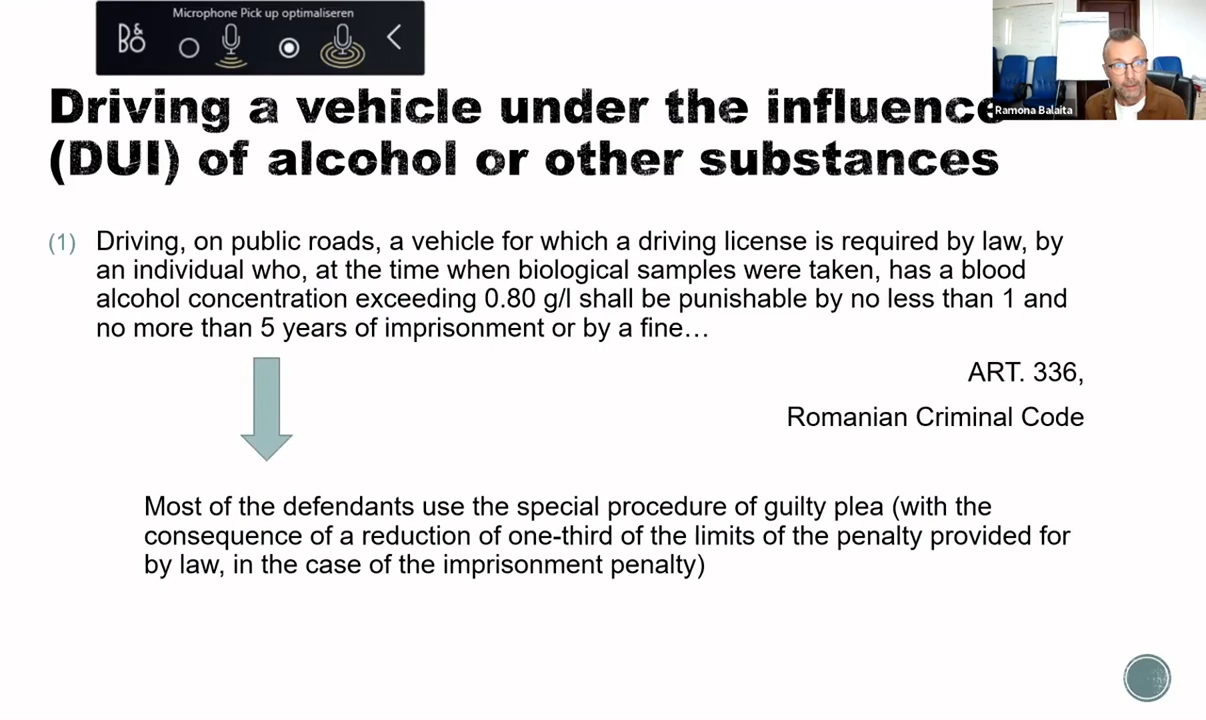 Microphone Pick up optimaliseren
B&O
Ramona Balaita
Driving a vehicle under the influence
(DUI) of alcohol or other substances
(1) Driving, on public roads, a vehicle for which a driving license is required by law, by
an individual who, at the time when biological samples were taken, has a blood
alcohol concentration exceeding 0.80 g/l shall be punishable by no less than 1 and
no more than 5 years of imprisonment or by a fine…
ART. 336,
Romanian Criminal Code
Most of the defendants use the special procedure of guilty plea (with the
consequence of a reduction of one-third of the limits of the penalty provided for
by law, in the case of the imprisonment penalty)